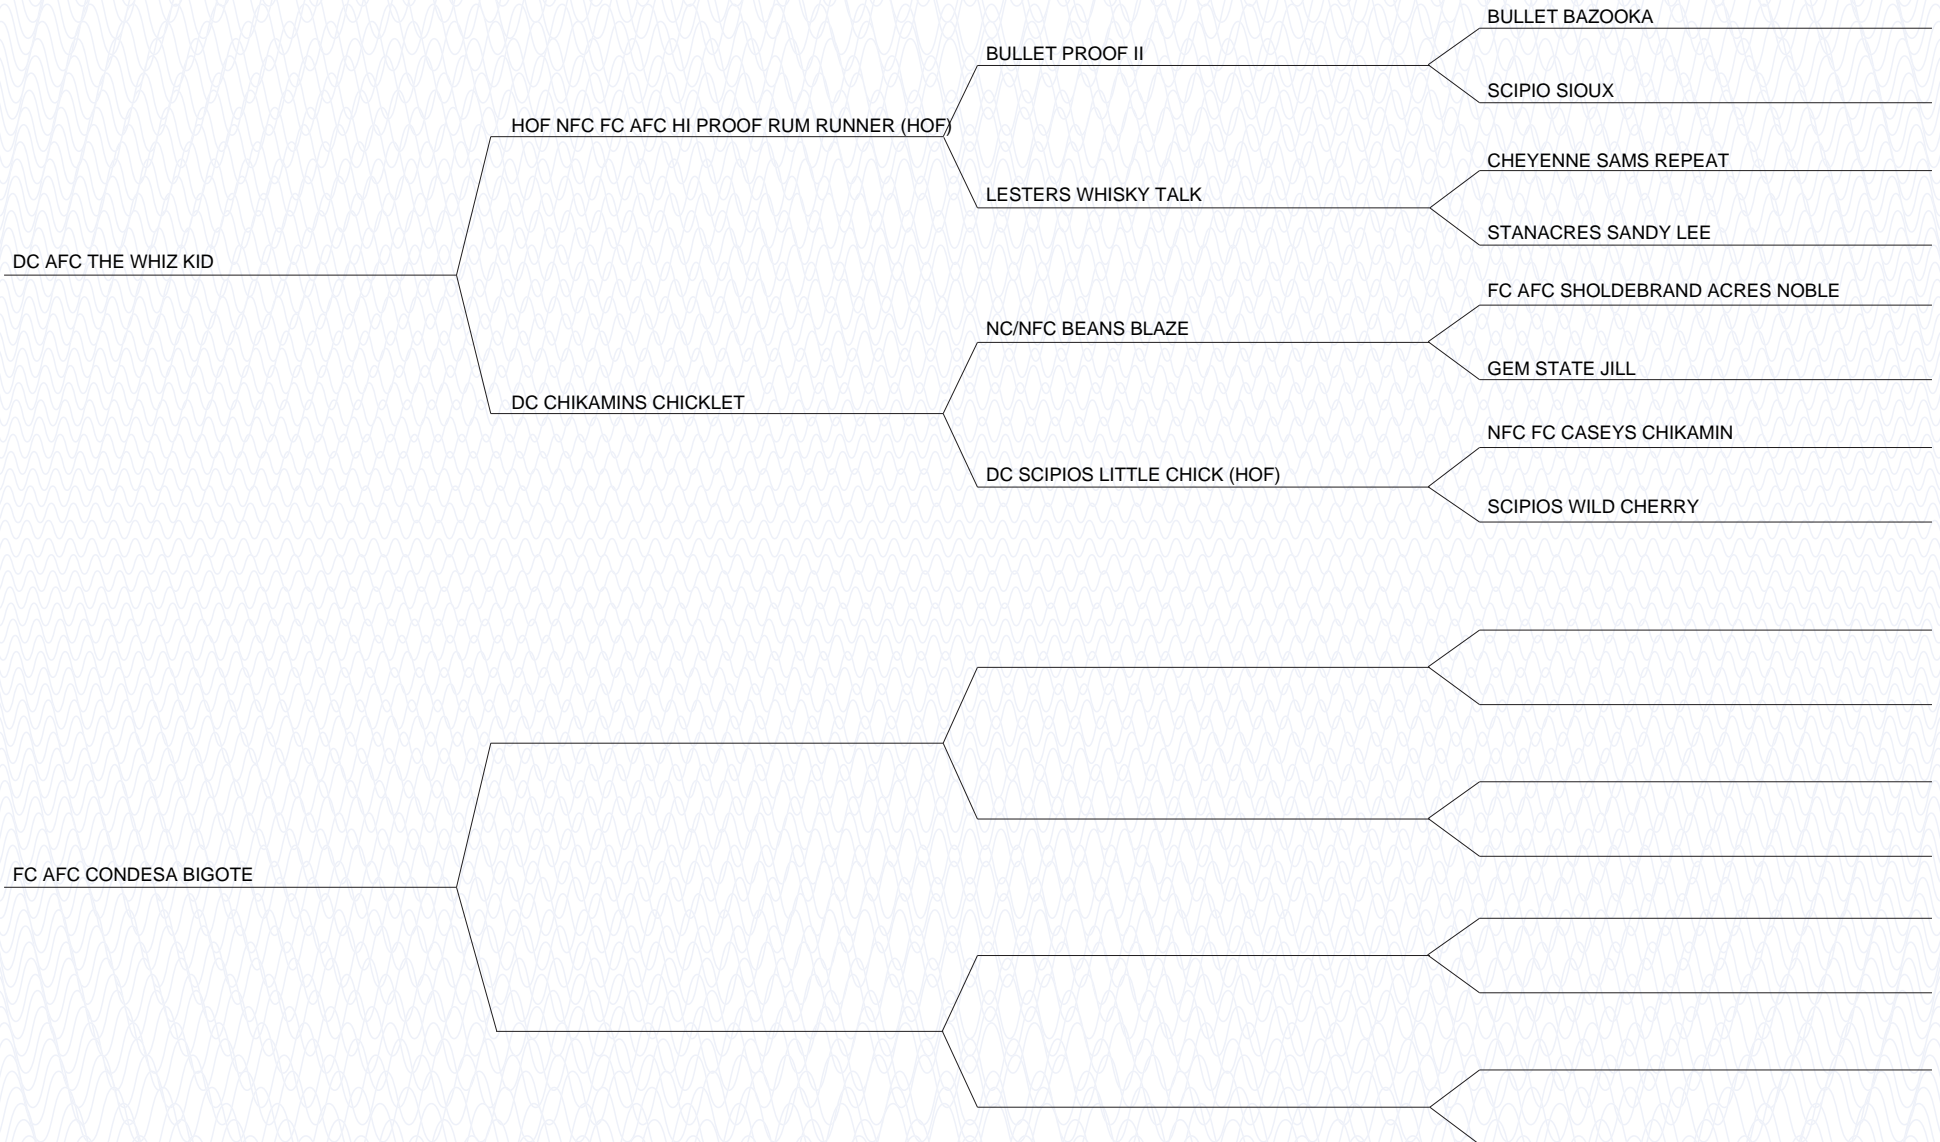 BULLET BAZOOKA
BULLET PROOF II
SCIPIO SIOUX
HOF NFC FC AFC HI PROOF RUM RUNNER (HOF)
CHEYENNE SAMS REPEAT
LESTERS WHISKY TALK
STANACRES SANDY LEE
DC AFC THE WHIZ KID
FC AFC SHOLDEBRAND ACRES NOBLE
NC/NFC BEANS BLAZE
GEM STATE JILL
DC CHIKAMINS CHICKLET
NFC FC CASEYS CHIKAMIN
DC SCIPIOS LITTLE CHICK (HOF)
SCIPIOS WILD CHERRY
FC AFC CONDESA BIGOTE